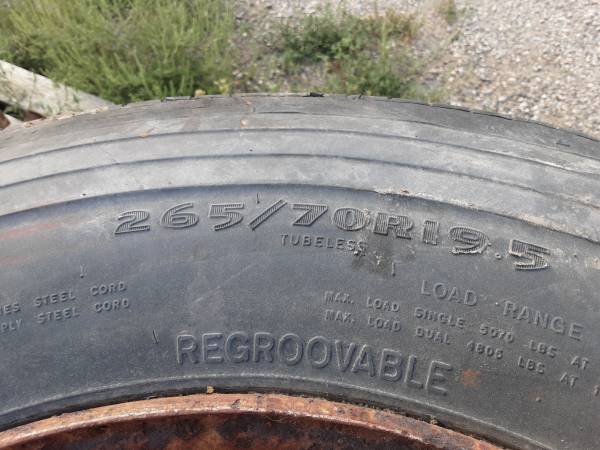 265/70R19.5
TUBELESS
LOAD RANGE
STEEL CORD
PLY STEEL CORD
MAX. LOAD SINGLE 5070 LBS AT
MAX. LOAD DUAL 4805 LBS AT
REGROOVABLE